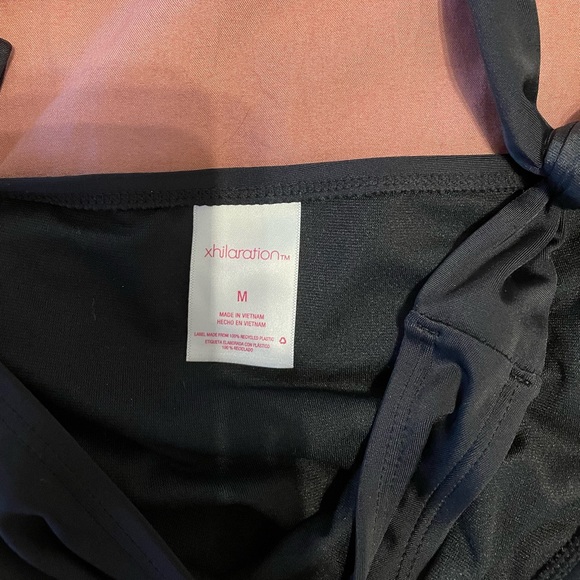 xhilaration™
M
MADE IN VIETNAM
HECHO EN VIETNAM
LABEL MADE FROM 100% RECYCLED PLASTIC
ETIQUETA ELABORADA CON PLÁSTICO
100 % RECICLADO